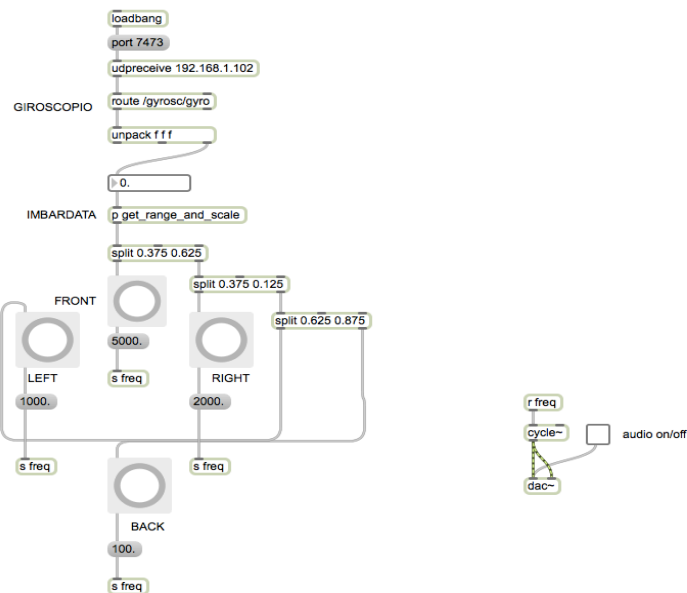 loadbang
port 7473
udpreceive 192.168.1.102
GIROSCOPIO
route /gyrosc/gyro
unpack f f f
0.
IMBARDATA
p get_range_and_scale
split 0.375 0.625
split 0.375 0.125
FRONT
split 0.625 0.875
5000.
LEFT
s freq
RIGHT
1000.
2000.
r freq
cycle~
audio on/off
s freq
s freq
dac~
BACK
100.
s freq